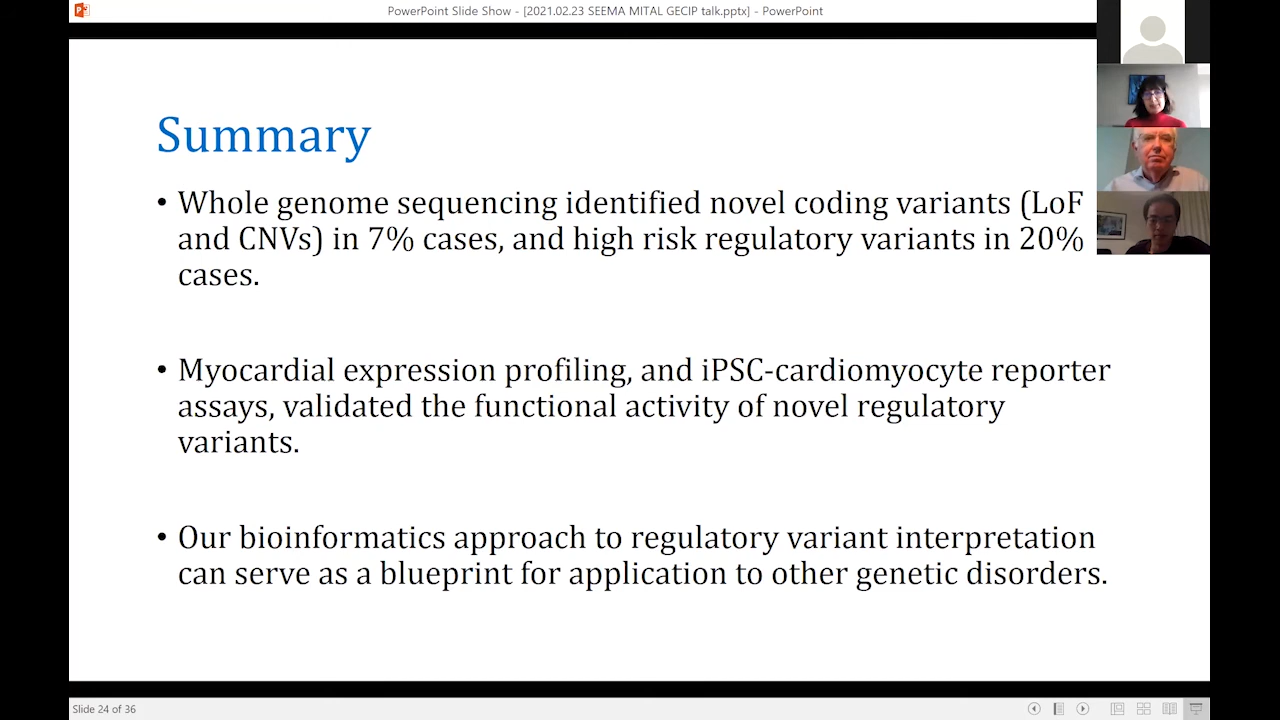 PowerPoint Slide Show - [2021.02.23 SEEMA MITAL GECIP talk.pptx] - PowerPoint
Summary
• Whole genome sequencing identified novel coding variants (LoF
and CNVs) in 7% cases, and high risk regulatory variants in 20%
cases.
• Myocardial expression profiling, and iPSC-cardiomyocyte reporter
assays, validated the functional activity of novel regulatory
variants.
• Our bioinformatics approach to regulatory variant interpretation
can serve as a blueprint for application to other genetic disorders.
Slide 24 of 36